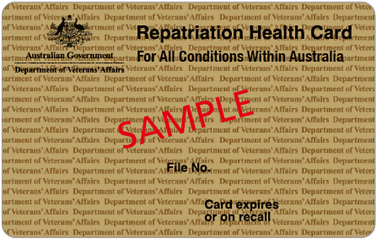 Repatriation Health Card
For All Conditions Within Australia
Australian Government
Department of Veterans' Affairs
SAMPLE
File No.
Card expires
or on recall